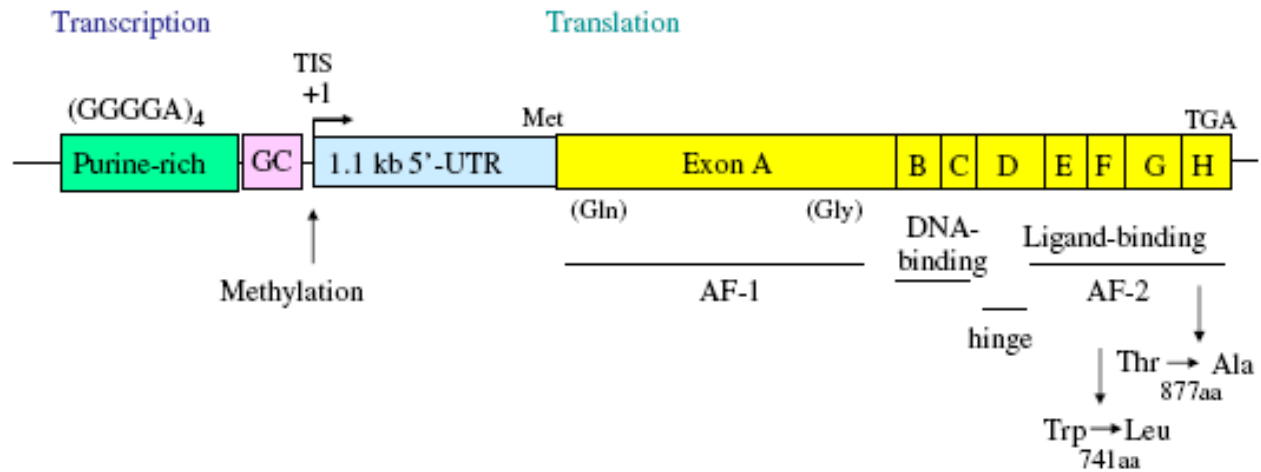 Transcription Translation
TIS
+1
(GGGGA)4
Met
TGA
Purine-rich GC 1.1 kb 5’-UTR Exon A B C D E F G H
(Gln) (Gly)
DNA-
binding
Ligand-binding
Methylation
AF-1
AF-2
hinge
Thr → Ala
877aa
Trp→Leu
741aa